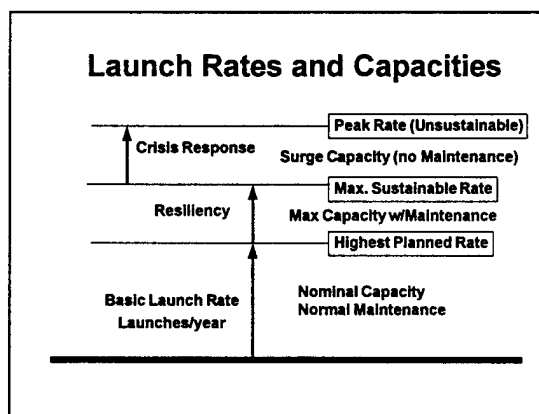 Launch Rates and Capacities
Peak Rate (Unsustainable)
Crisis Response
Surge Capacity (no Maintenance)
Max. Sustainable Rate
Resiliency
Max Capacity w/Maintenance
Highest Planned Rate
Basic Launch Rate
Launches/year
Nominal Capacity
Normal Maintenance